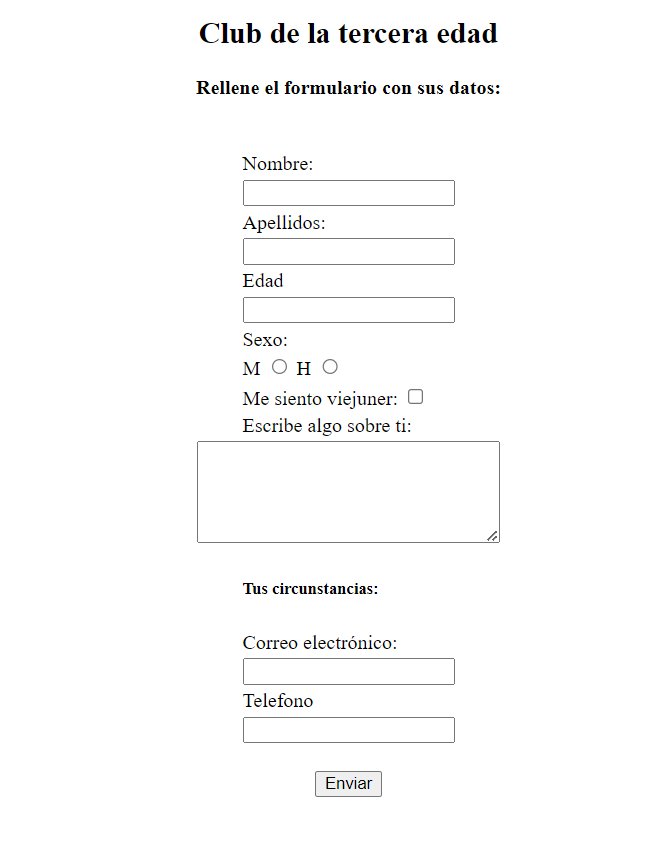 Club de la tercera edad
Rellene el formulario con sus datos:
Nombre:
Apellidos:
Edad
Sexo:
M H
Me siento viejuner:
Escribe algo sobre ti:
Tus circunstancias:
Correo electrónico:
Telefono
Enviar